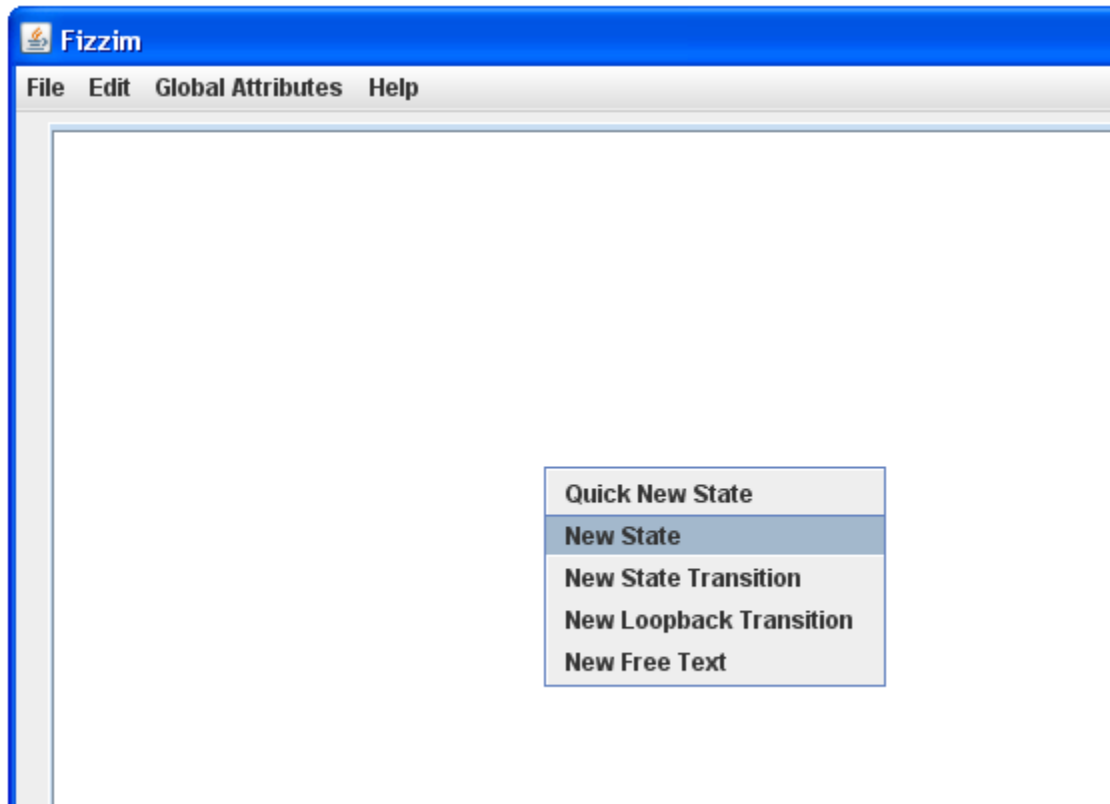 Fizzim
File Edit Global Attributes Help
Quick New State
New State
New State Transition
New Loopback Transition
New Free Text